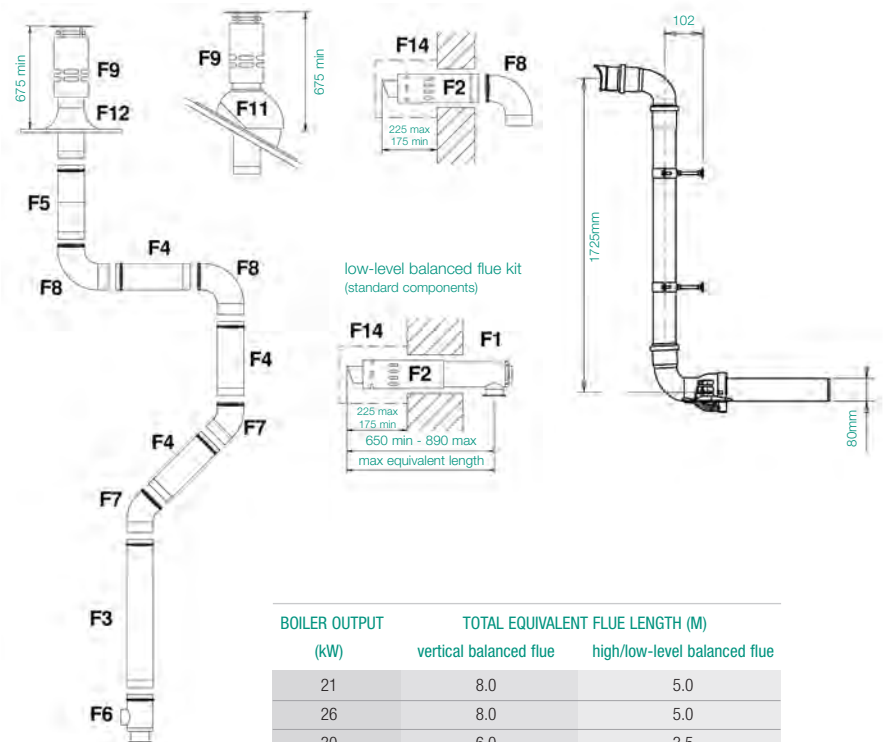 675 min
F9
F12
F5
F8
F4
F8
F4
F7
F4
F7
F3
F6
F9
675 min
F11
F14
F2
F8
225 max
175 min
low-level balanced flue kit
(standard components)
F14
F1
F2
225 max
175 min
650 min - 890 max
max equivalent length
102
1725mm
80mm
BOILER OUTPUT TOTAL EQUIVALENT FLUE LENGTH (M)
(kW) vertical balanced flue high/low-level balanced flue
21 8.0 5.0
26 8.0 5.0